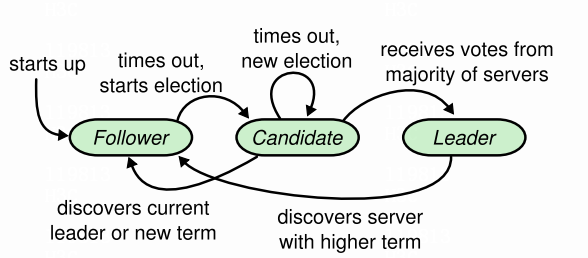 starts up
times out,
starts election
times out,
new election
receives votes from
majority of servers
Follower
Candidate
Leader
discovers current
leader or new term
discovers server
with higher term